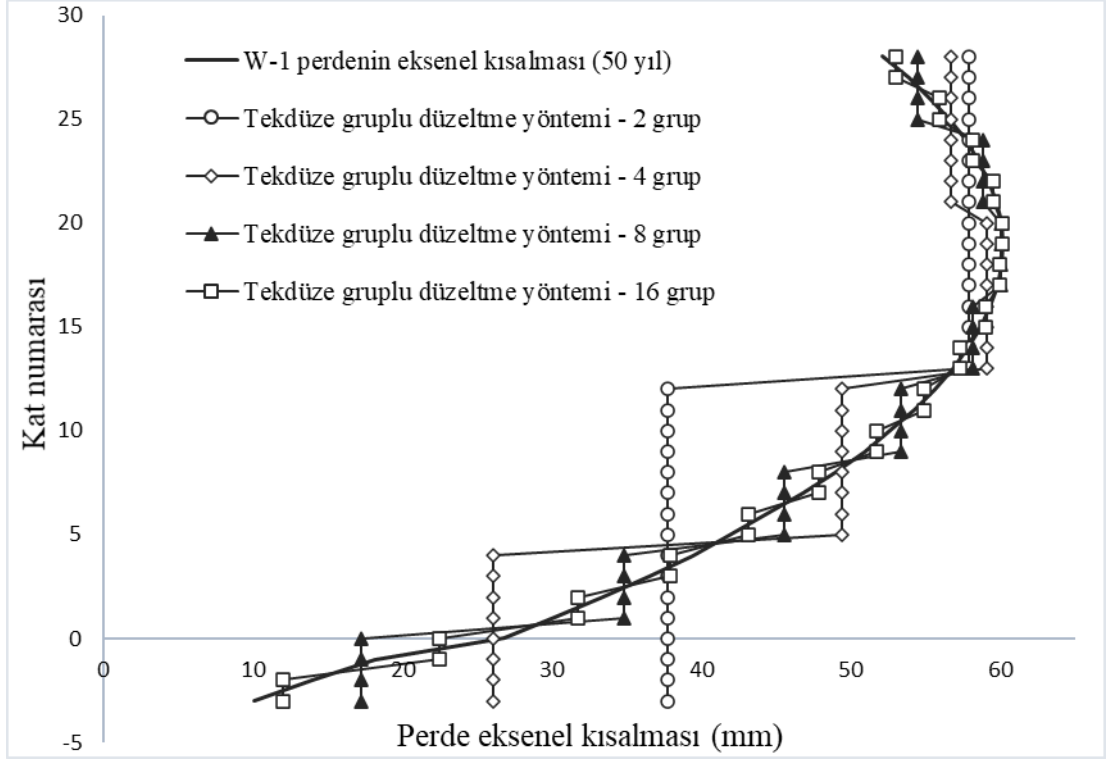 30
W-1 perdenin eksenel kısalması (50 yıl)
Tekdüze gruplu düzeltme yöntemi - 2 grup
25
Tekdüze gruplu düzeltme yöntemi - 4 grup
Tekdüze gruplu düzeltme yöntemi - 8 grup
20
Tekdüze gruplu düzeltme yöntemi - 16 grup
15
Kat numarası
10
5
0
0 10 20 30 40 50 60
Perde eksenel kısalması (mm)
-5